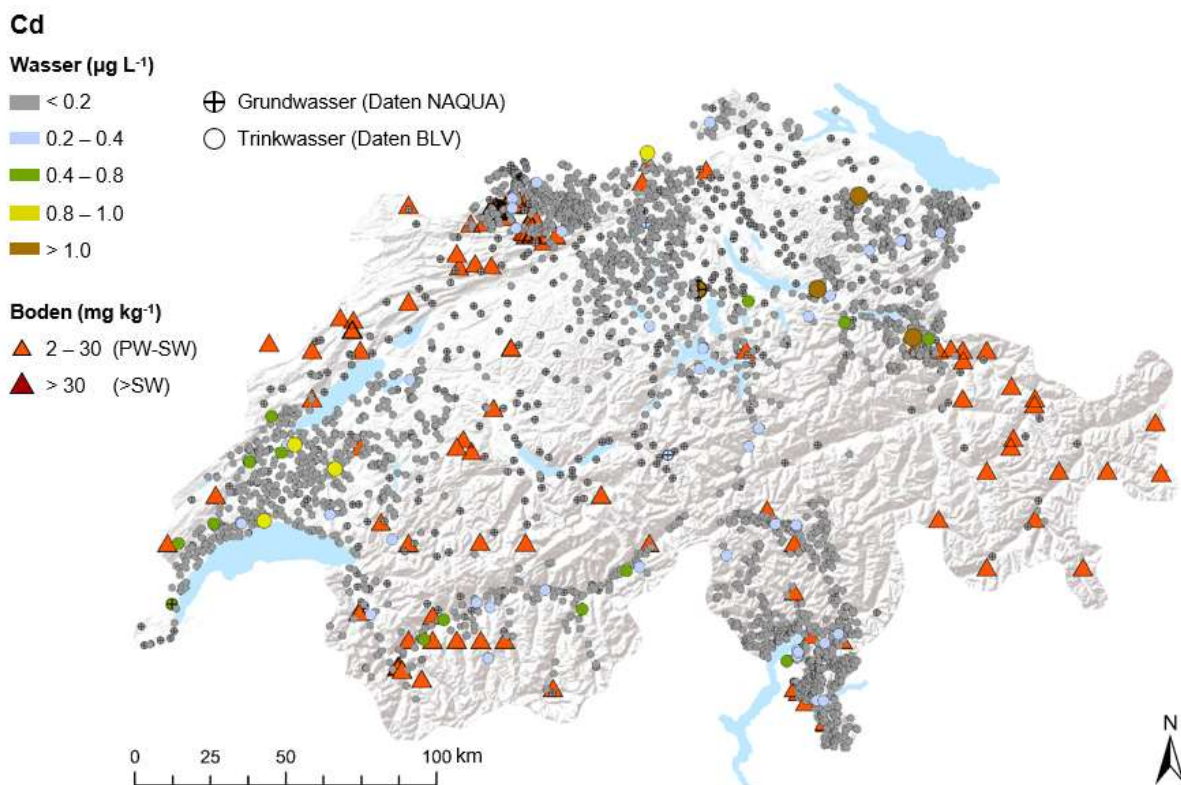 Cd
Wasser (µg L⁻¹)
< 0.2
0.2 – 0.4
0.4 – 0.8
0.8 – 1.0
> 1.0
Grundwasser (Daten NAQUA)
Trinkwasser (Daten BLV)
Boden (mg kg⁻¹)
2 – 30 (PW-SW)
> 30 (>SW)
0 25 50 100 km
N